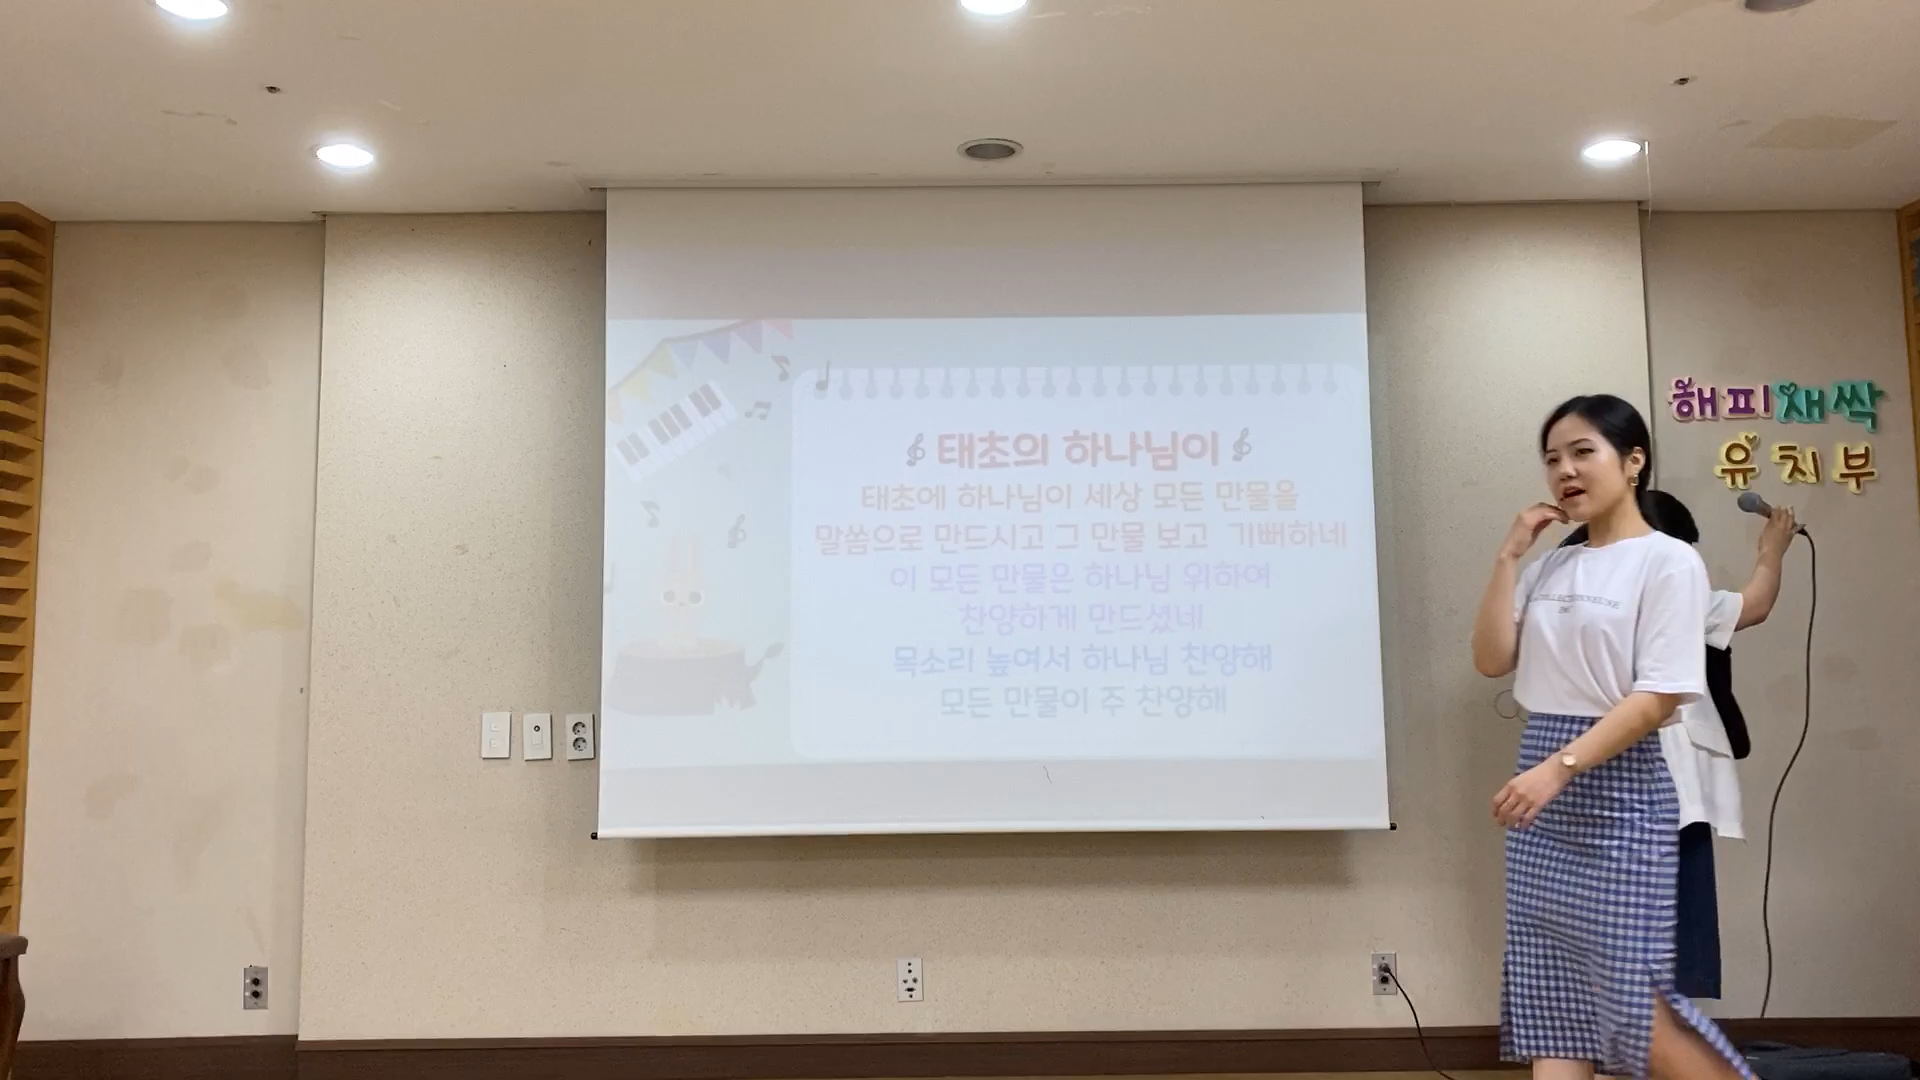 태초의 하나님이
태초에 하나님이 세상 모든 만물을
말씀으로 만드시고 그 만물 보고 기뻐하네
이 모든 만물은 하나님 위하여
찬양하게 만드셨네
목소리 높여서 하나님 찬양해
모든 만물이 주 찬양해
해피새싹
유치부